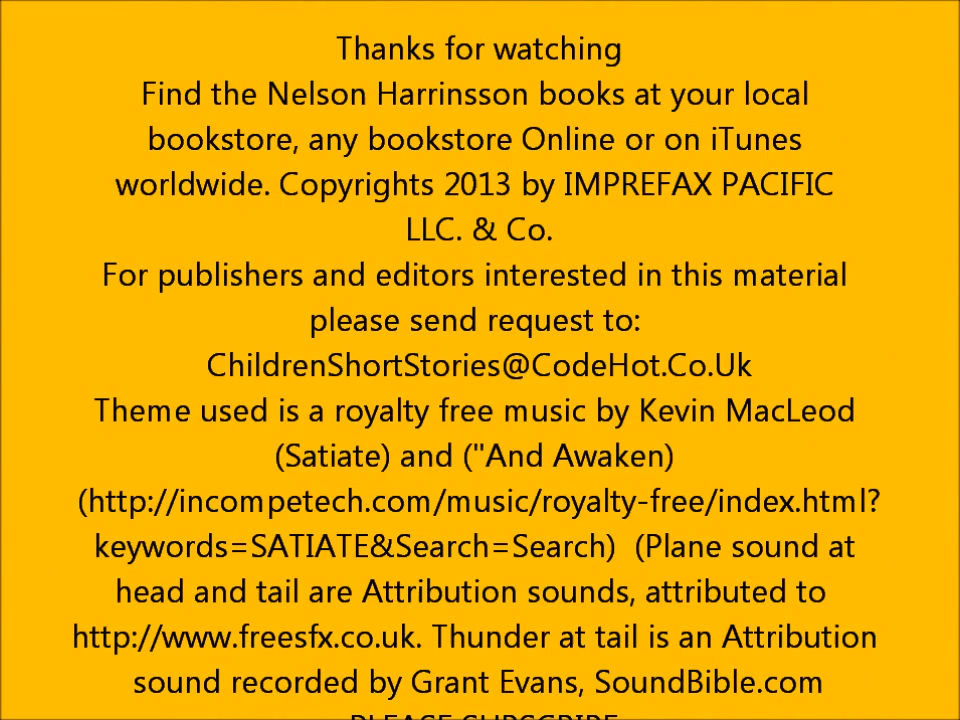 Thanks for watching
Find the Nelson Harrinsson books at your local
bookstore, any bookstore Online or on iTunes
worldwide. Copyrights 2013 by IMPREFAX PACIFIC
LLC. & Co.
For publishers and editors interested in this material
please send request to:
ChildrenShortStories@CodeHot.Co.Uk
Theme used is a royalty free music by Kevin MacLeod
(Satiate) and ("And Awaken)
(http://incompetech.com/music/royalty-free/index.html?
keywords=SATIATE&Search=Search)  (Plane sound at
head and tail are Attribution sounds, attributed to
http://www.freesfx.co.uk. Thunder at tail is an Attribution
sound recorded by Grant Evans, SoundBible.com
PLEASE SUBSCRIBE